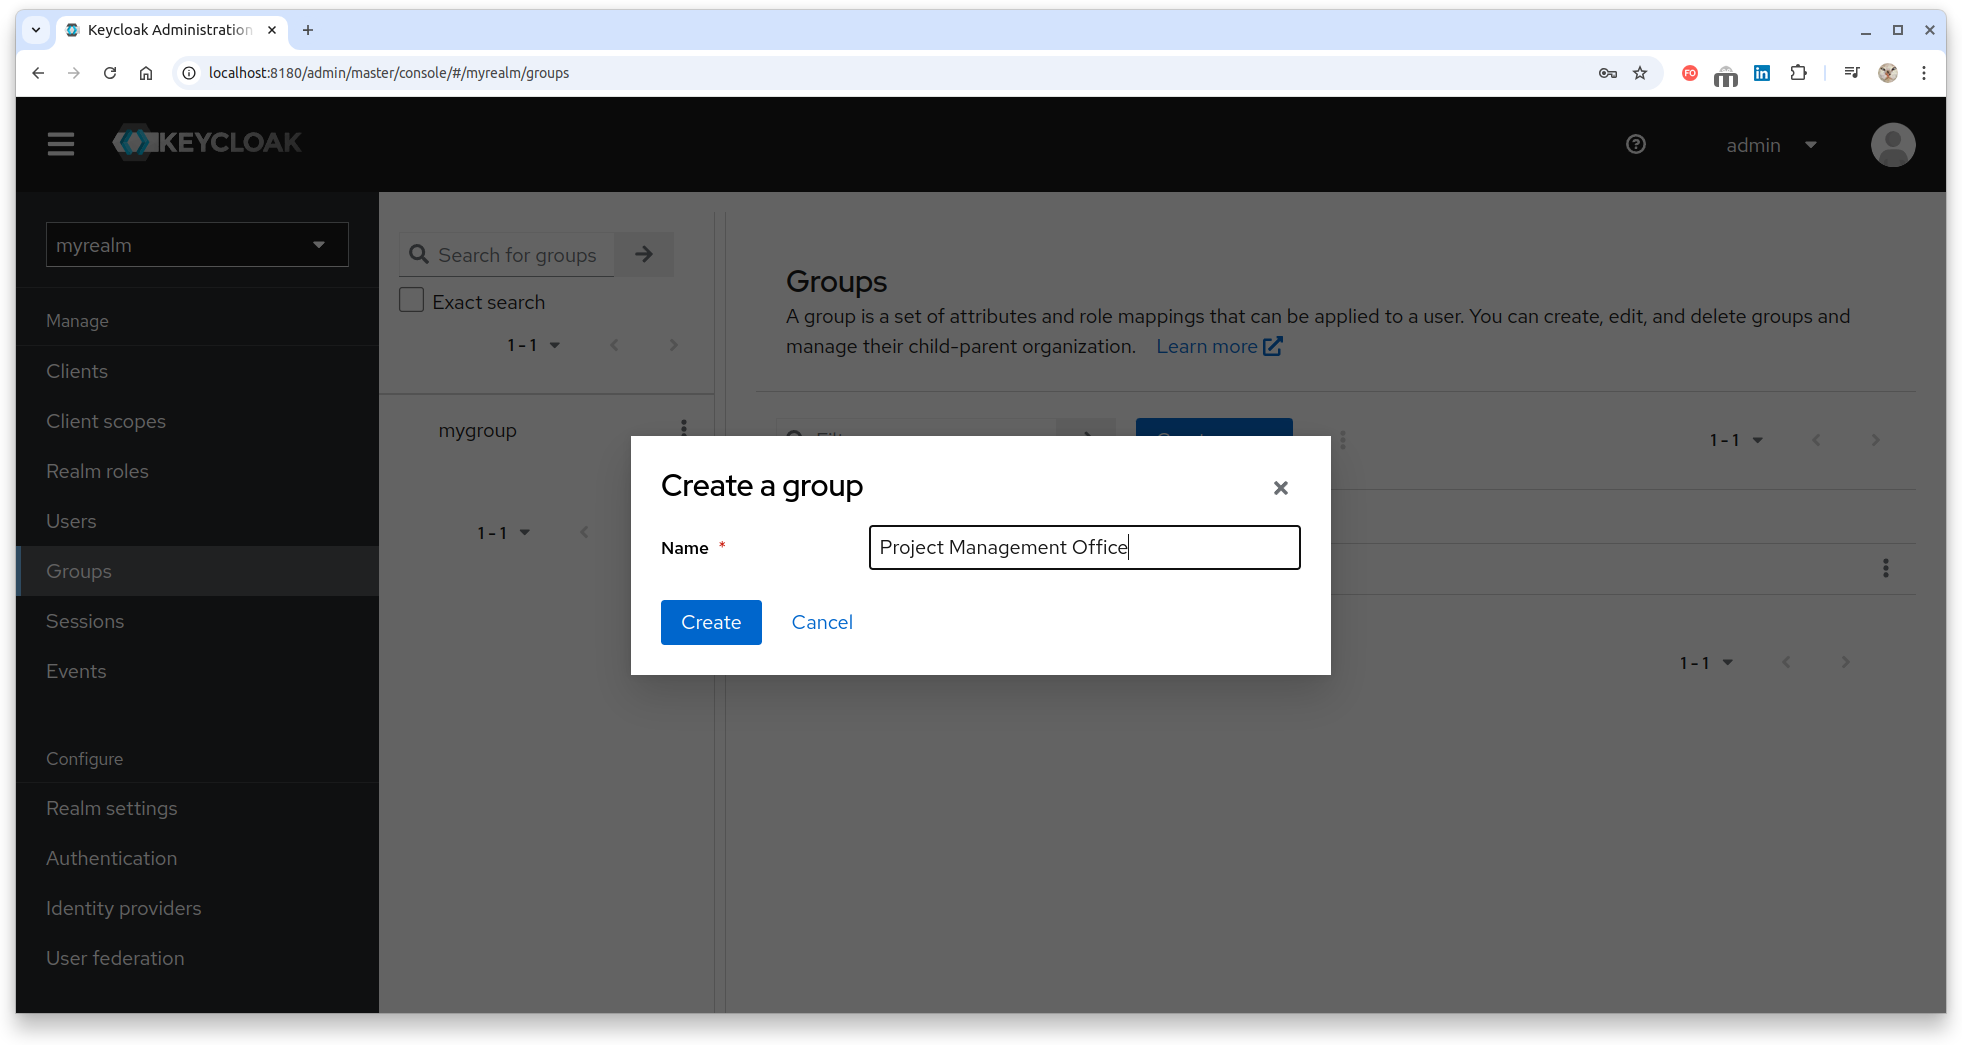 Keycloak Administration
localhost:8180/admin/master/console/#/myrealm/groups
KEYCLOAK
admin
myrealm
Manage
Clients
Client scopes
Realm roles
Users
Groups
Sessions
Events
Configure
Realm settings
Authentication
Identity providers
User federation
Search for groups
Exact search
1 - 1
mygroup
1 - 1
Groups
A group is a set of attributes and role mappings that can be applied to a user. You can create, edit, and delete groups and
manage their child-parent organization. Learn more
1 - 1
1 - 1
Create a group
Name *
Project Management Office
Create Cancel